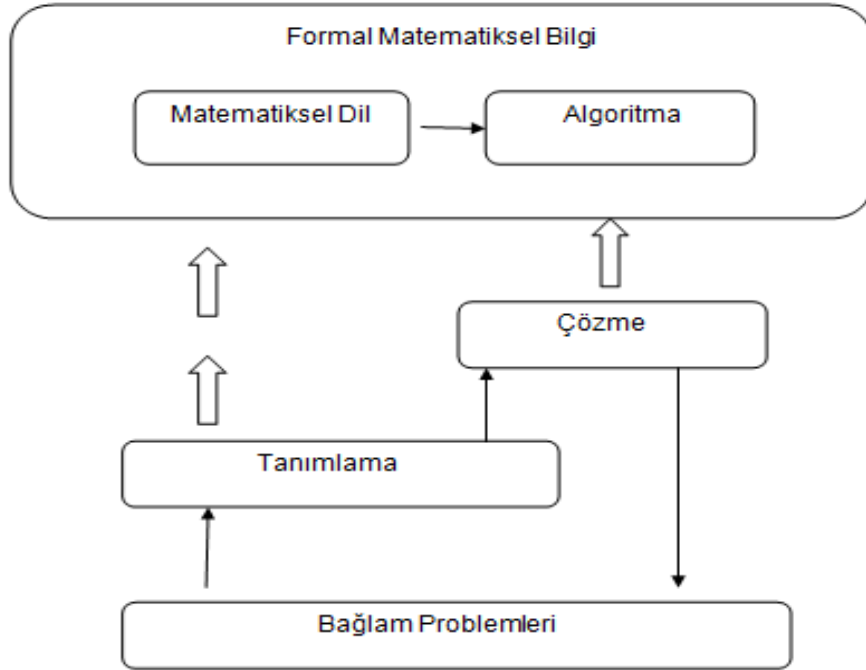 Formal Matematiksel Bilgi
Matematiksel Dil
Algoritma
Çözme
Tanımlama
Bağlam Problemleri